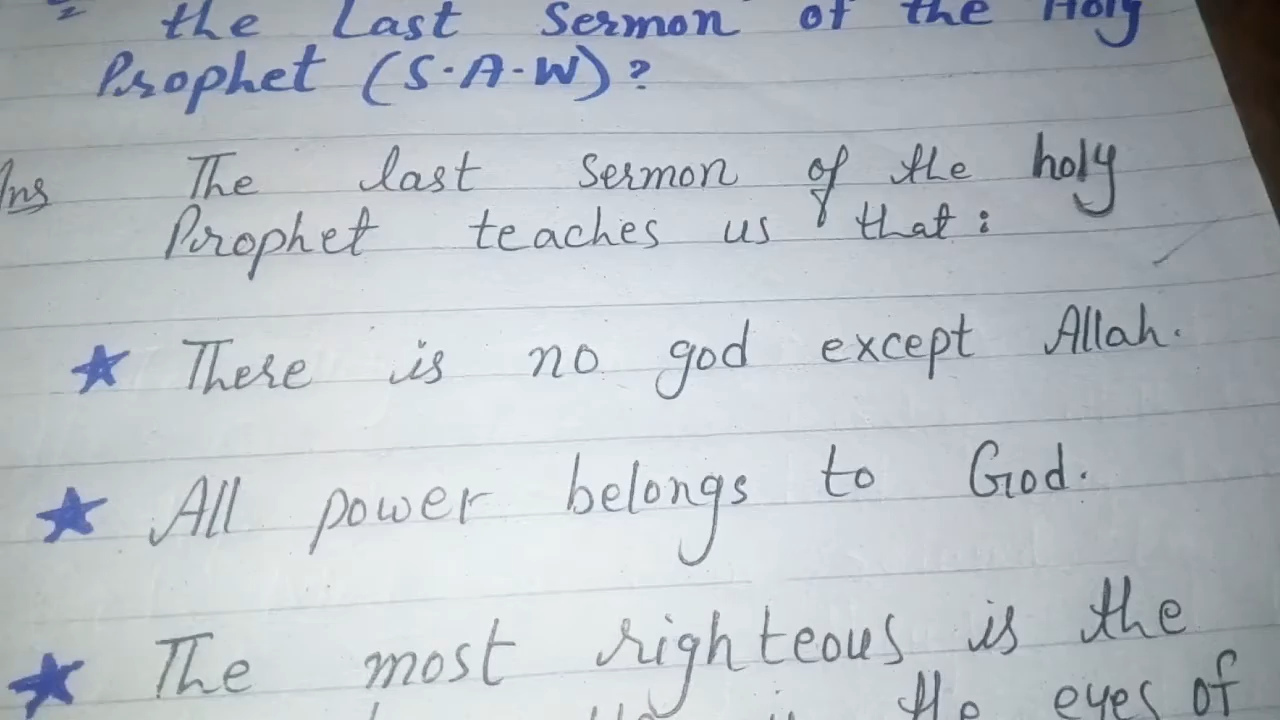 the Last Sermon of the Holy
Prophet (S.A.W)?
Ans The last sermon of the holy
Prophet teaches us that:
There is no god except Allah.
All power belongs to God.
The most righteous is the
the eyes of